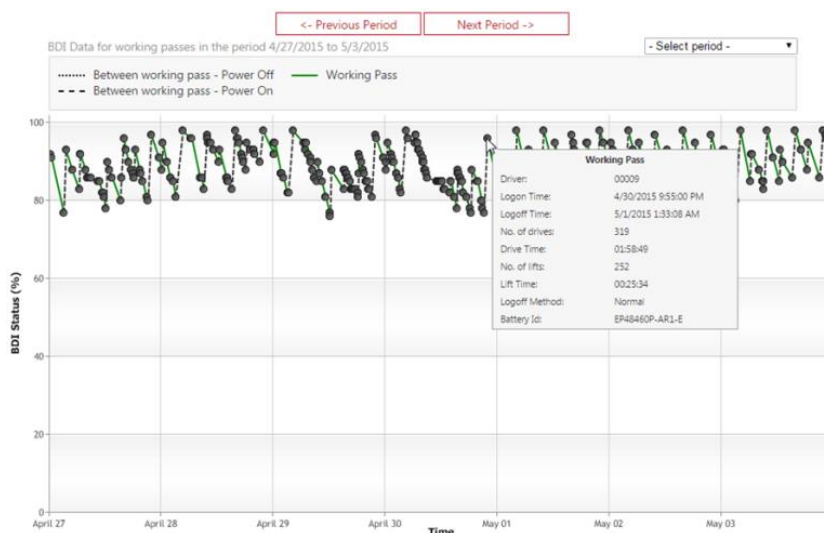 <- Previous Period
Next Period ->
BDI Data for working passes in the period 4/27/2015 to 5/3/2015
- Select period -
Between working pass - Power Off
Working Pass
Between working pass - Power On
100
80
60
40
20
0
BDI Status (%)
Working Pass
Driver: 00009
Logon Time: 4/30/2015 9:55:00 PM
Logoff Time: 5/1/2015 1:33:08 AM
No. of drives: 319
Drive Time: 01:58:49
No. of lifts: 252
Lift Time: 00:25:34
Logoff Method: Normal
Battery Id: EP48460P-AR1-E
April 27
April 28
April 29
April 30
May 01
May 02
May 03
Time